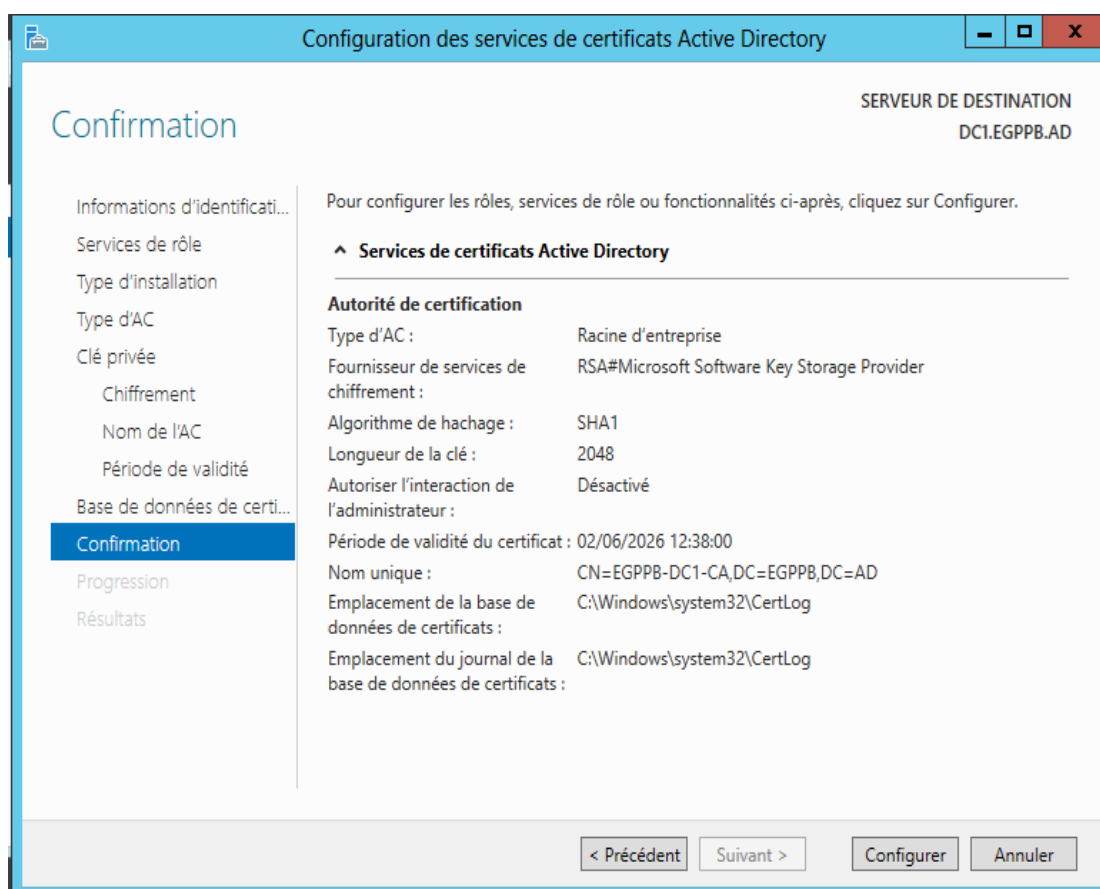 Configuration des services de certificats Active Directory
SERVEUR DE DESTINATION
DC1.EGPPB.AD
Confirmation
Informations d'identificati...
Services de rôle
Type d'installation
Type d'AC
Clé privée
Chiffrement
Nom de l'AC
Période de validité
Base de données de certi...
Confirmation
Progression
Résultats
Pour configurer les rôles, services de rôle ou fonctionnalités ci-après, cliquez sur Configurer.
Services de certificats Active Directory
Autorité de certification
Type d'AC : Racine d'entreprise
Fournisseur de services de RSA#Microsoft Software Key Storage Provider
chiffrement :
Algorithme de hachage : SHA1
Longueur de la clé : 2048
Autoriser l'interaction de Désactivé
l'administrateur :
Période de validité du certificat : 02/06/2026 12:38:00
Nom unique : CN=EGPPB-DC1-CA,DC=EGPPB,DC=AD
Emplacement de la base de C:\Windows\system32\CertLog
données de certificats :
Emplacement du journal de la C:\Windows\system32\CertLog
base de données de certificats :
< Précédent Suivant > Configurer Annuler